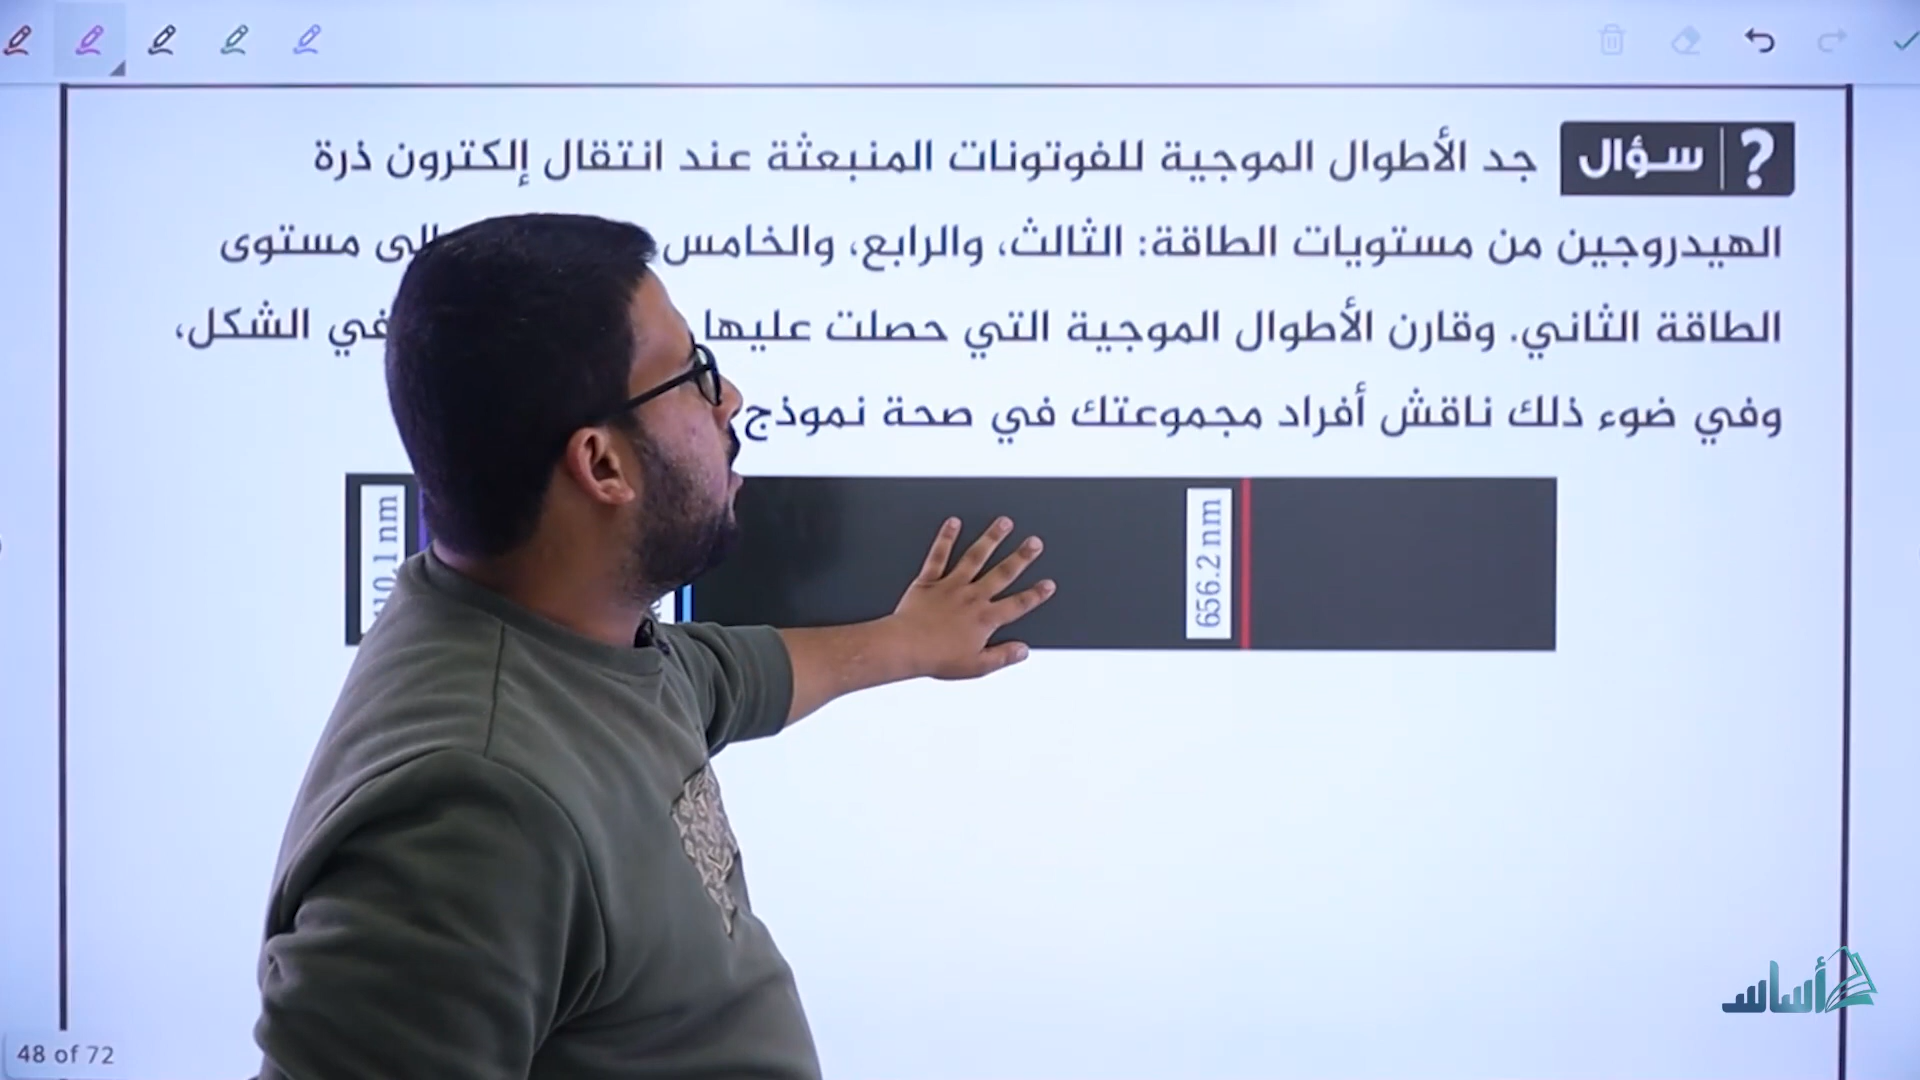 ? سؤال جد الأطوال الموجية للفوتونات المنبعثة عند انتقال إلكترون ذرة
الهيدروجين من مستويات الطاقة: الثالث، والرابع، والخامس مستوى
الطاقة الثاني. وقارن الأطوال الموجية التي حصلت عليها في الشكل،
وفي ضوء ذلك ناقش أفراد مجموعتك في صحة نموذج
656.2 nm
أساس
48 of 72